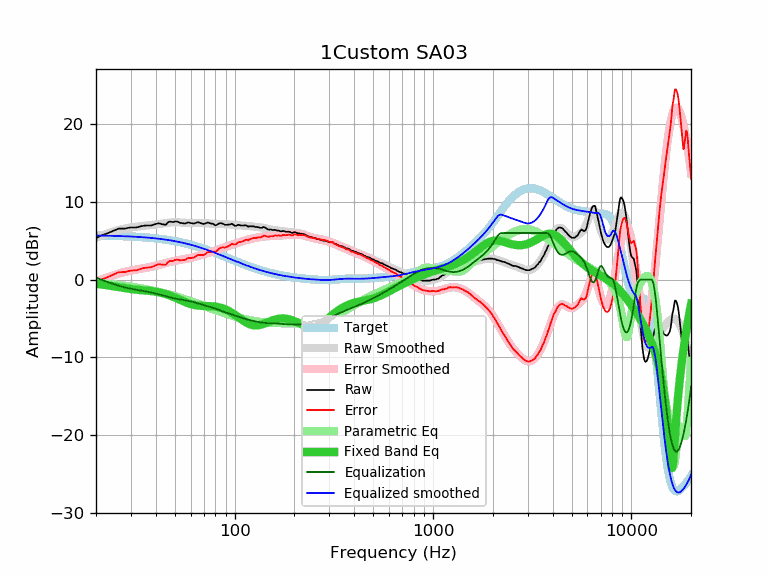 1Custom SA03
Amplitude (dBr)
20
10
0
−10
−20
−30
Target
Raw Smoothed
Error Smoothed
Raw
Error
Parametric Eq
Fixed Band Eq
Equalization
Equalized smoothed
100
1000
10000
Frequency (Hz)